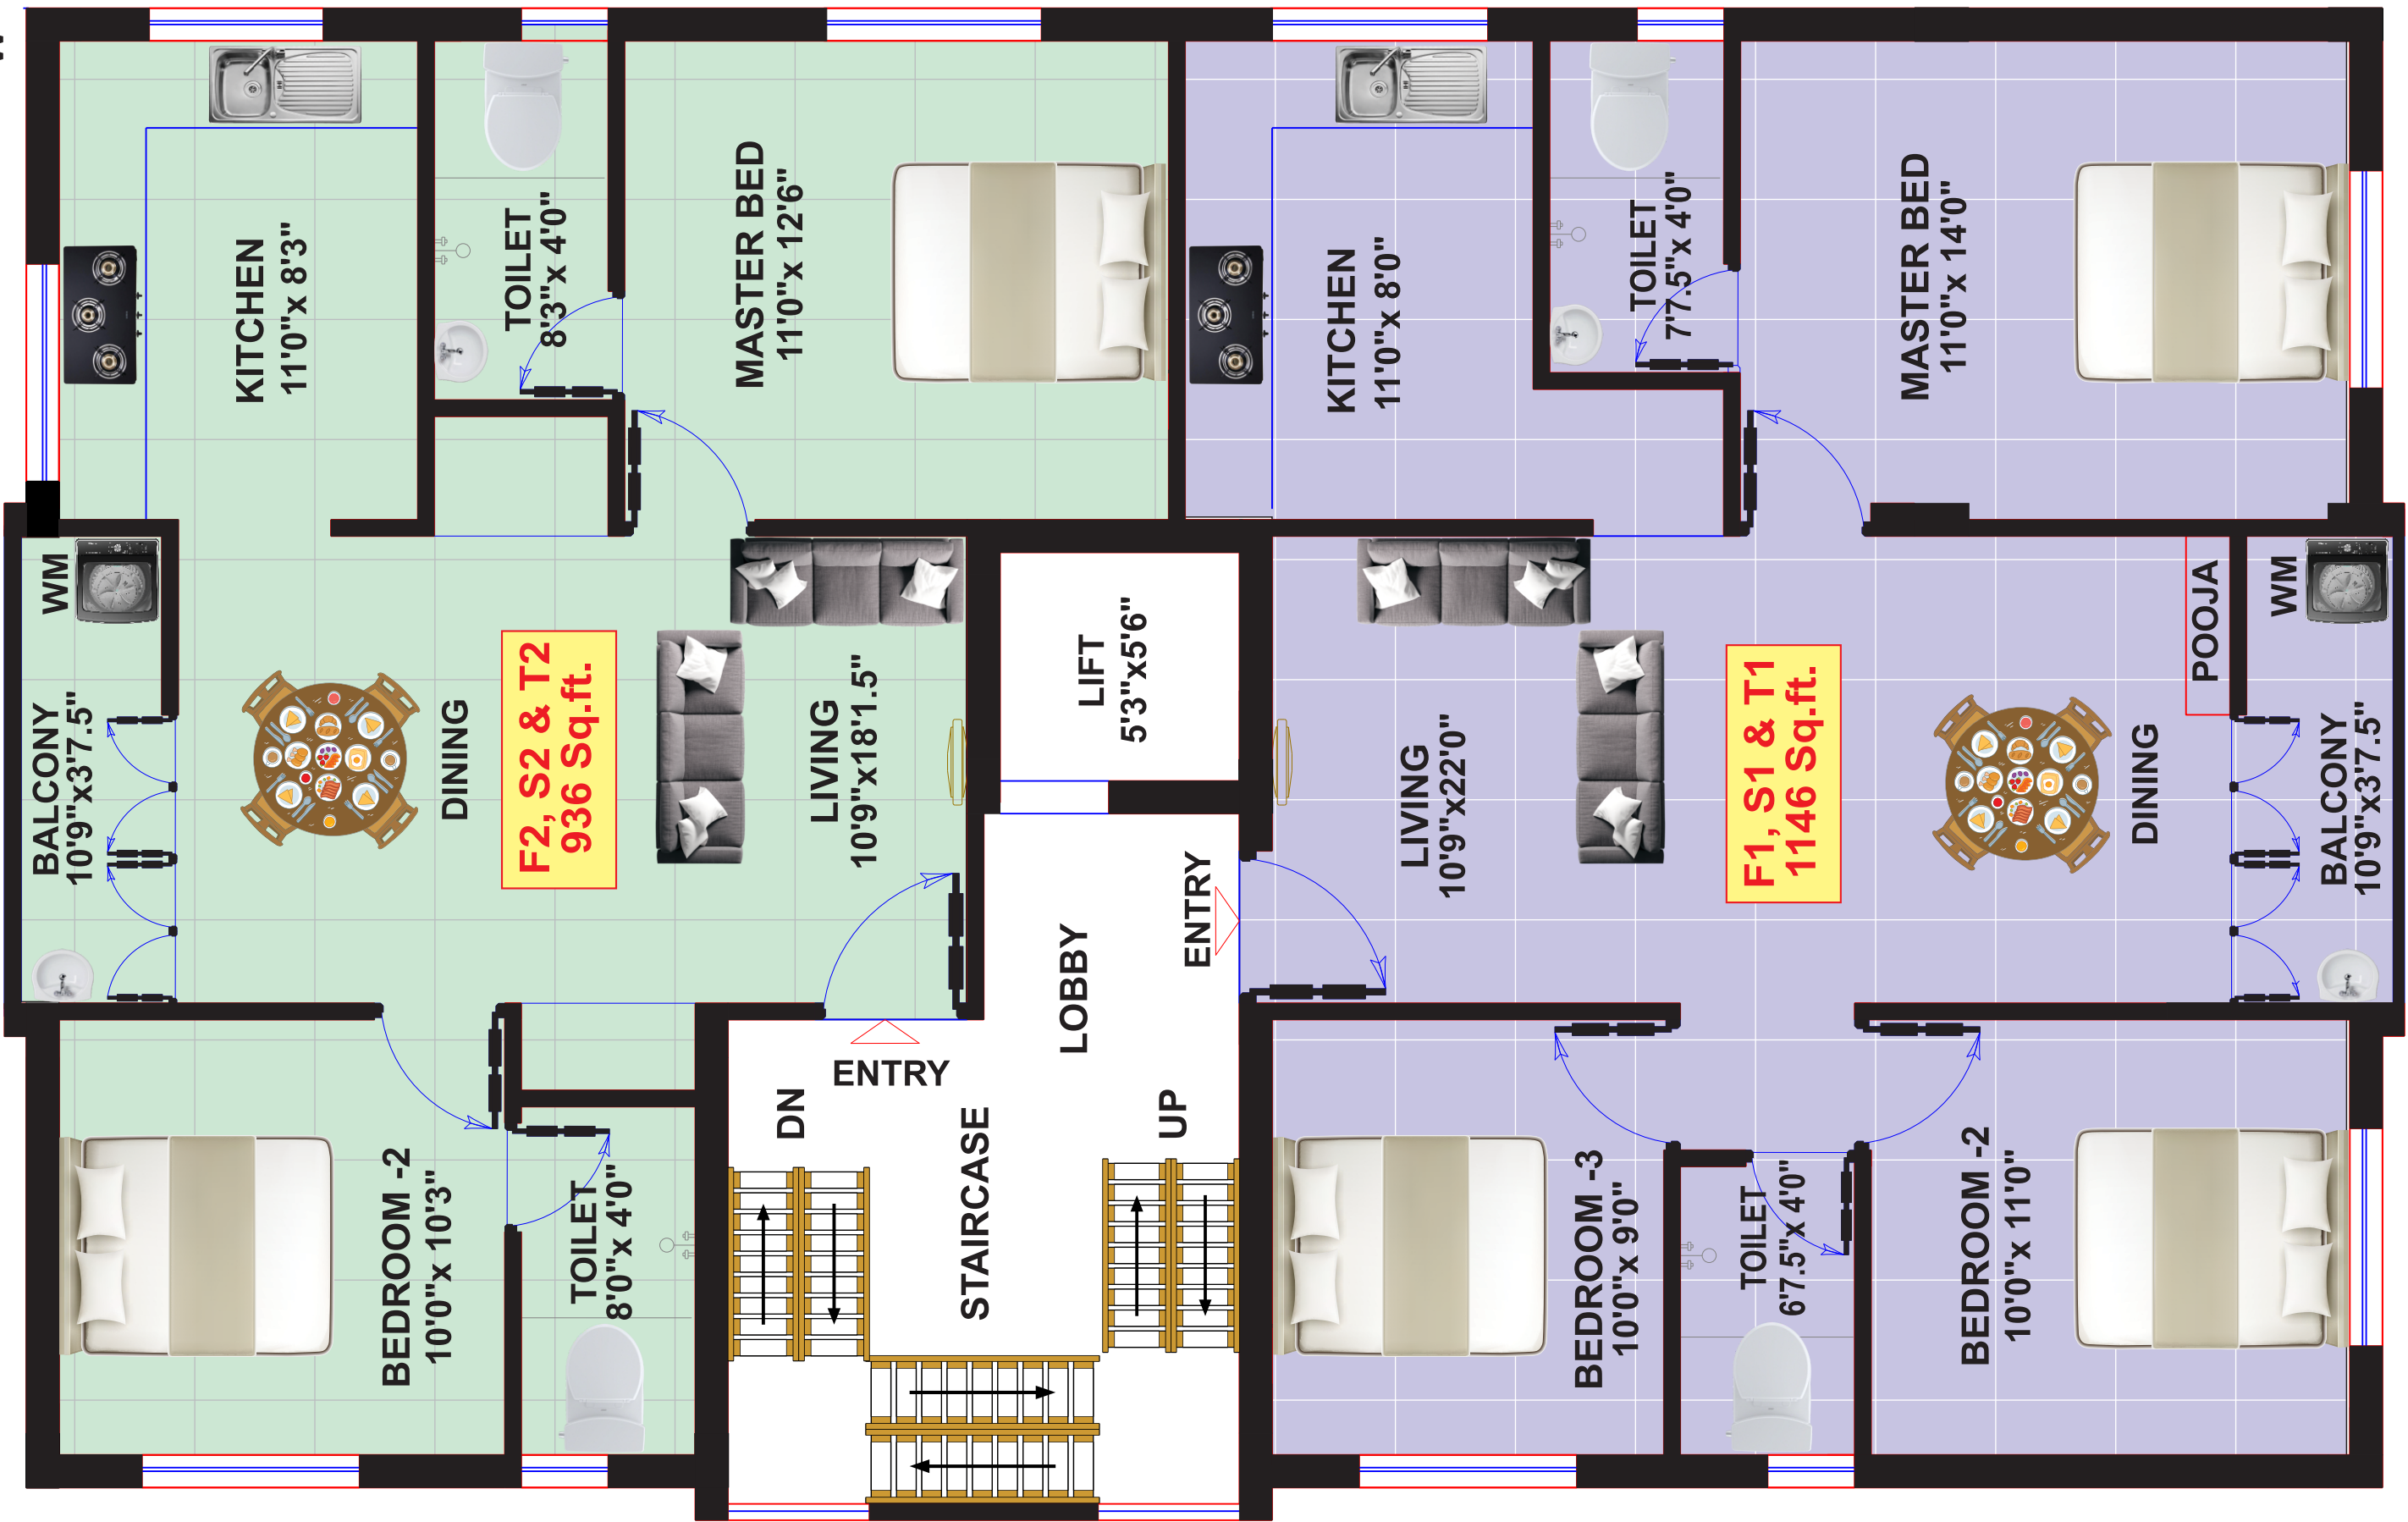 KITCHEN
11'0"x 8'3"
TOILET
8'3"x 4'0"
MASTER BED
11'0"x 12'6"
KITCHEN
11'0"x 8'0"
TOILET
7'7.5"x 4'0"
MASTER BED
11'0"x 14'0"
WM
BALCONY
10'9"x3'7.5"
DINING
F2, S2 & T2
936 Sq.ft.
LIVING
10'9"x18'1.5"
LIFT
5'3"x5'6"
LIVING
10'9"x22'0"
F1, S1 & T1
1146 Sq.ft.
DINING
POOJA
WM
BALCONY
10'9"x3'7.5"
ENTRY
LOBBY
ENTRY
BEDROOM -2
10'0"x 10'3"
TOILET
8'0"x 4'0"
DN
STAIRCASE
UP
BEDROOM -3
10'0"x 9'0"
TOILET
6'7.5"x 4'0"
BEDROOM -2
10'0"x 11'0"